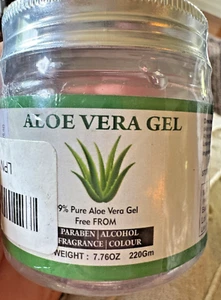 ALOE VERA GEL
9% Pure Aloe Vera Gel
Free FROM
PARABEN | ALCOHOL
FRAGRANCE | COLOUR
WEIGHT : 7.76OZ 220Gm